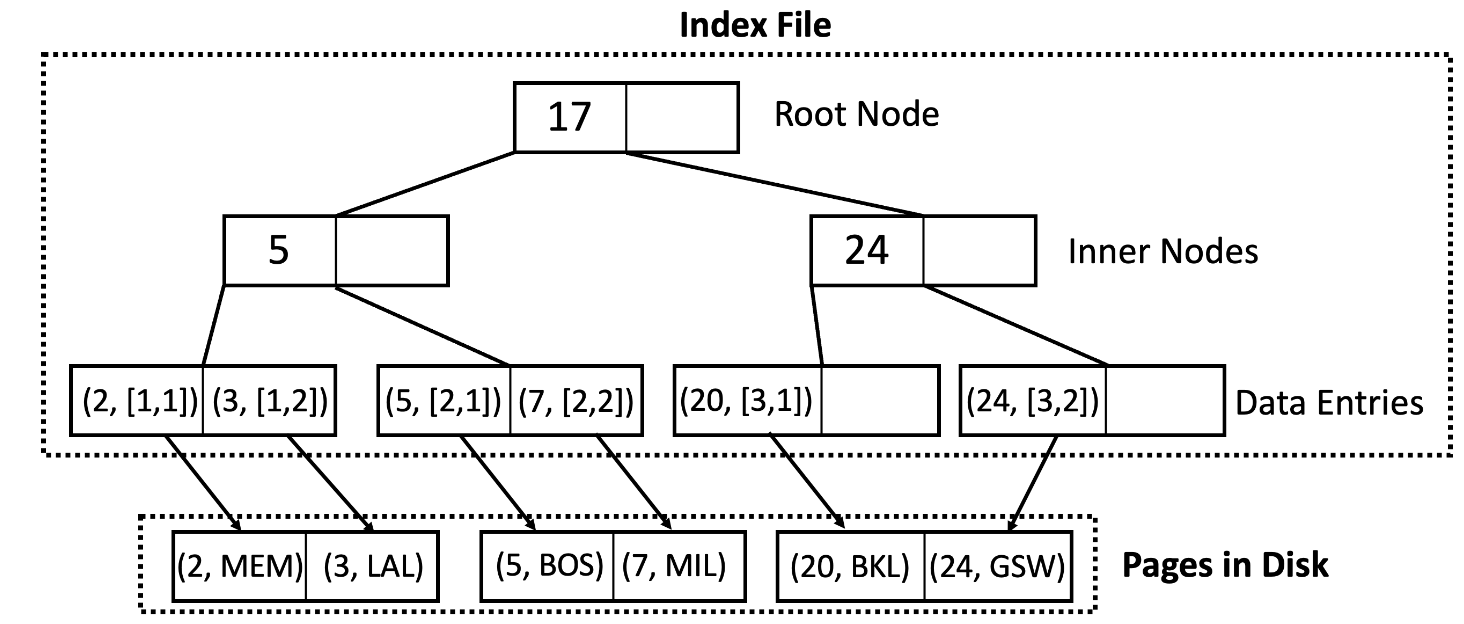 Index File
17
Root Node
5
24
Inner Nodes
(2, [1,1]) (3, [1,2])
(5, [2,1]) (7, [2,2])
(20, [3,1])
(24, [3,2])
Data Entries
(2, MEM) (3, LAL)
(5, BOS) (7, MIL)
(20, BKL) (24, GSW)
Pages in Disk